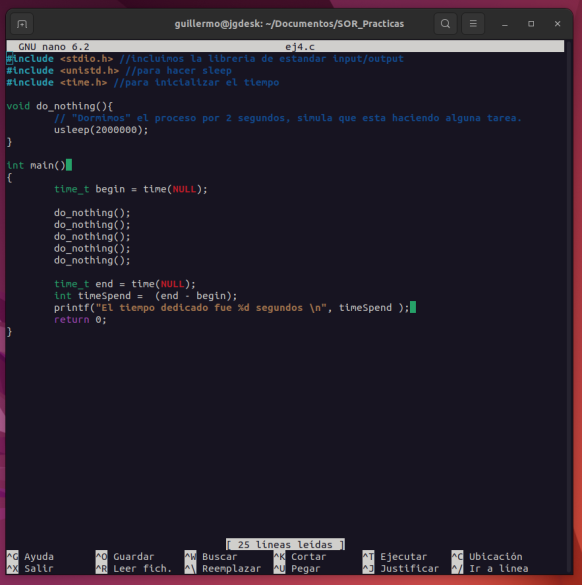 guillermo@jgdesk: ~/Documentos/SOR_Practicas
GNU nano 6.2 ej4.c
#include <stdio.h> //incluimos la libreria de estandar input/output
#include <unistd.h> //para hacer sleep
#include <time.h> //para inicializar el tiempo
void do_nothing(){
// "Dormimos" el proceso por 2 segundos, simula que esta haciendo alguna tarea.
usleep(2000000);
}
int main()
{
time_t begin = time(NULL);
do_nothing();
do_nothing();
do_nothing();
do_nothing();
do_nothing();
time_t end = time(NULL);
int timeSpend =  (end - begin);
printf("El tiempo dedicado fue %d segundos \n", timeSpend );
return 0;
}
[ 25 líneas leídas ]
^G Ayuda ^O Guardar ^W Buscar ^K Cortar ^T Ejecutar ^C Ubicación
^X Salir ^R Leer fich. ^\ Reemplazar ^U Pegar ^J Justificar ^/ Ir a línea